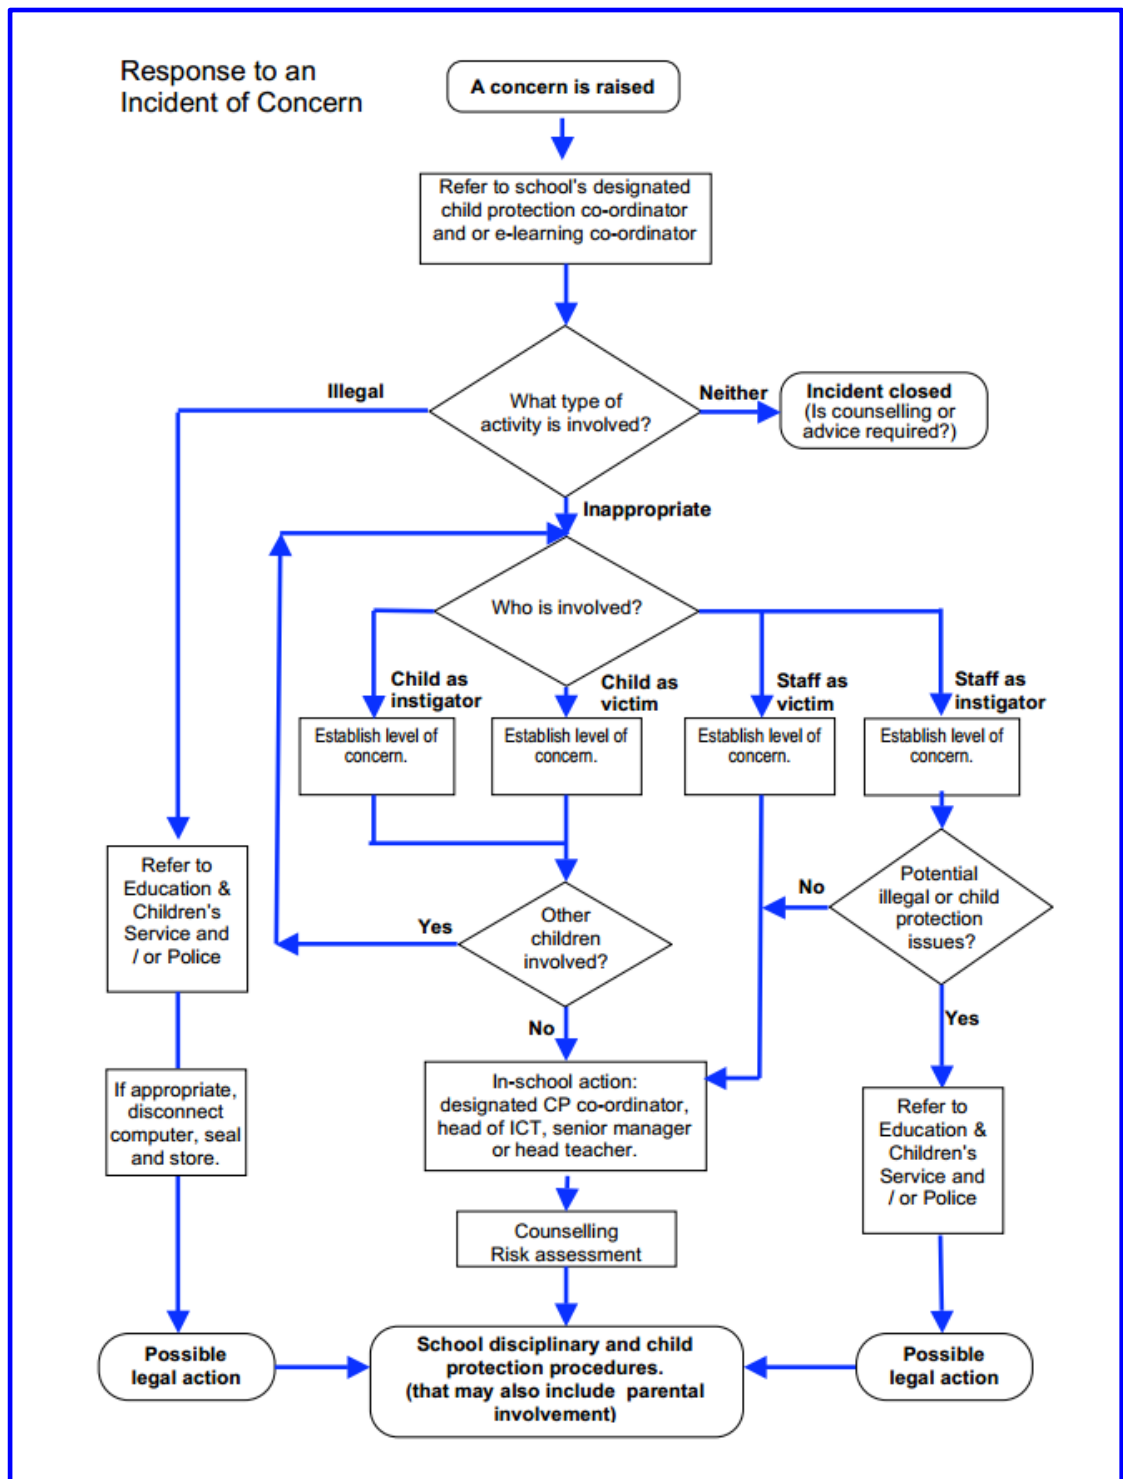 Response to an
Incident of Concern
A concern is raised
Refer to school's designated
child protection co-ordinator
and or e-learning co-ordinator
What type of
activity is involved?
Illegal
Neither
Incident closed
(Is counselling or
advice required?)
Inappropriate
Who is involved?
Child as
instigator
Child as
victim
Staff as
victim
Staff as
instigator
Establish level of
concern.
Establish level of
concern.
Establish level of
concern.
Establish level of
concern.
Refer to
Education &
Children's
Service and
/ or Police
Yes
Other
children
involved?
No
Potential
illegal or child
protection
issues?
No
Yes
If appropriate,
disconnect
computer, seal
and store.
In-school action:
designated CP co-ordinator,
head of ICT, senior manager
or head teacher.
Refer to
Education &
Children's
Service and
/ or Police
Counselling
Risk assessment
Possible
legal action
School disciplinary and child
protection procedures.
(that may also include parental
involvement)
Possible
legal action